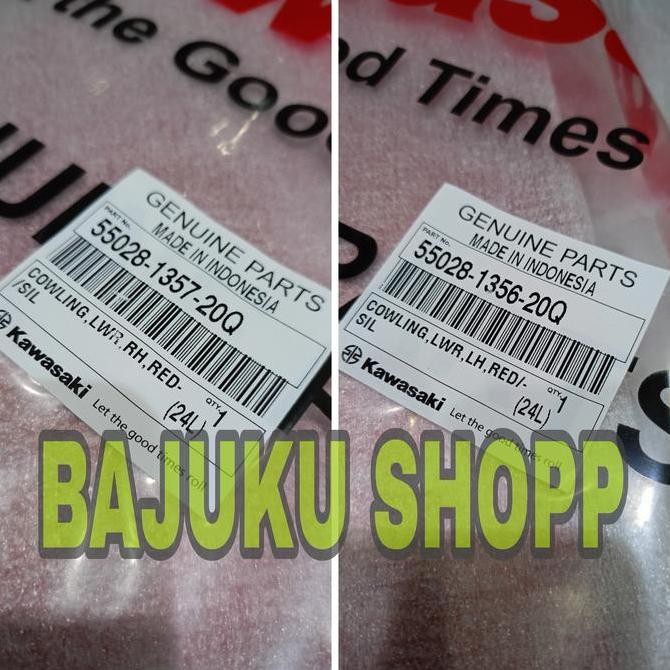 the Good
GENUINE PARTS
MADE IN INDONESIA
PART No.
55028-1357-20Q
COWLING,LWR,RH,RED-
/SIL
QTY.
1
(24L)
Kawasaki
Let the good times roll
d Times
GENUINE PARTS
MADE IN INDONESIA
PART No.
55028-1356-20Q
COWLING,LWR,LH,RED/-
SIL
QTY.
1
(24L)
Kawasaki
Let the good times roll
BAJUKU SHOPP